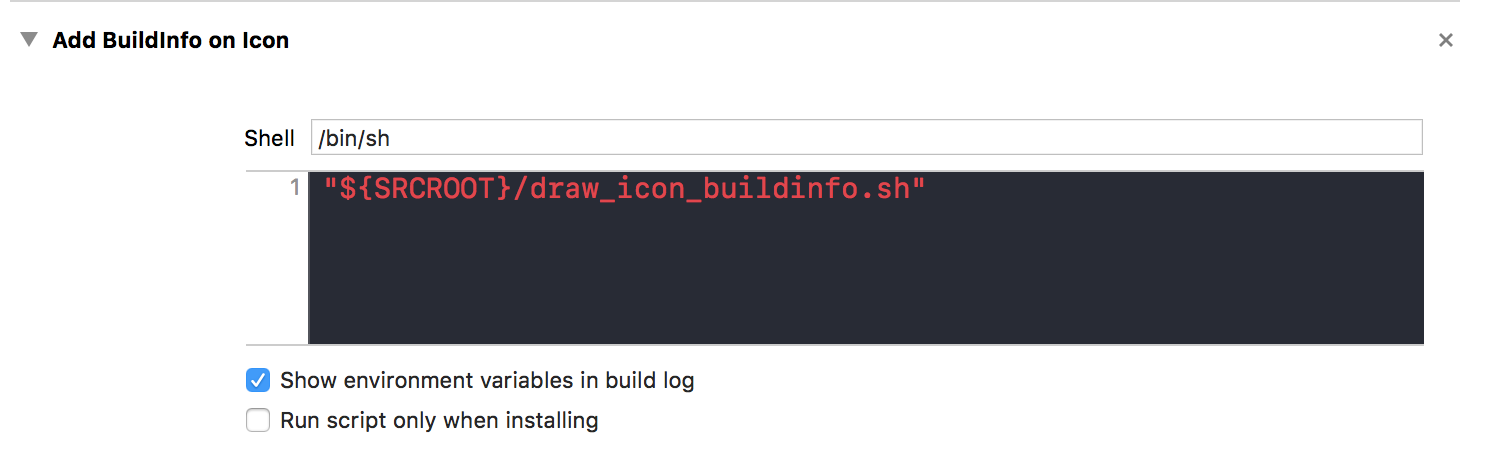 Add BuildInfo on Icon
Shell /bin/sh
1 "${SRCROOT}/draw_icon_buildinfo.sh"
Show environment variables in build log
Run script only when installing